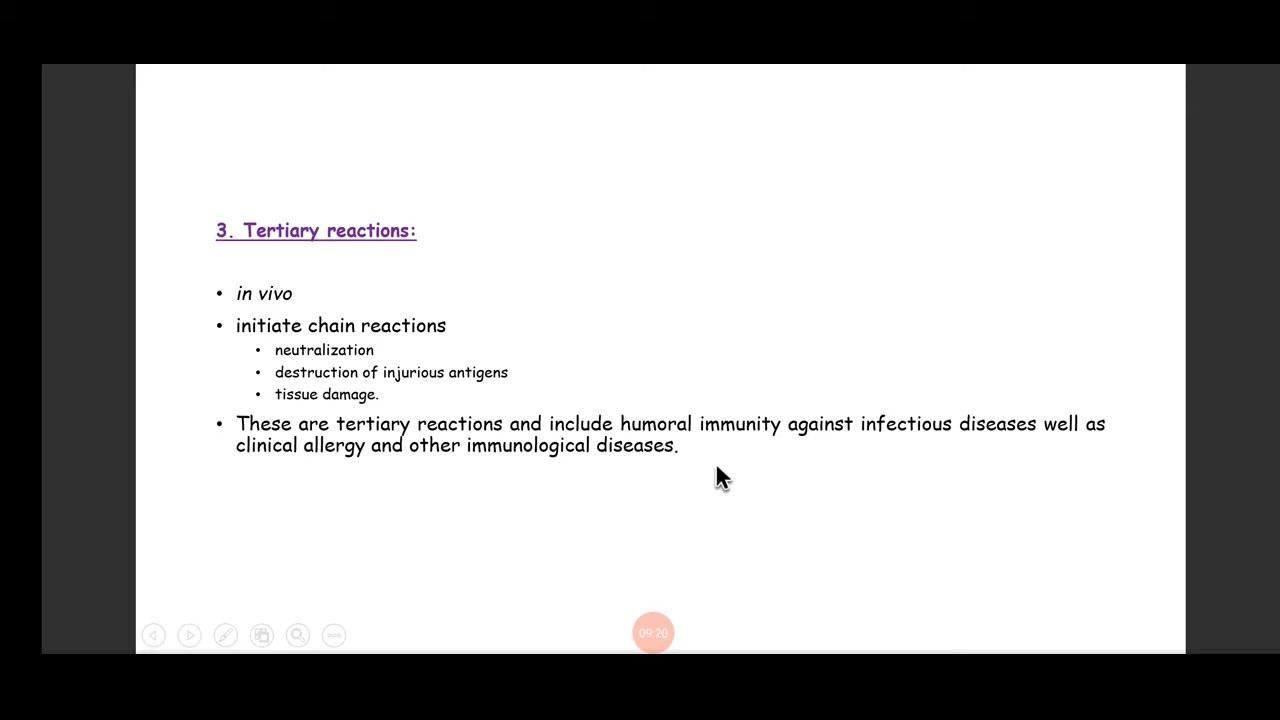 3. Tertiary reactions:
• in vivo
• initiate chain reactions
• neutralization
• destruction of injurious antigens
• tissue damage.
• These are tertiary reactions and include humoral immunity against infectious diseases well as
clinical allergy and other immunological diseases.
09:20